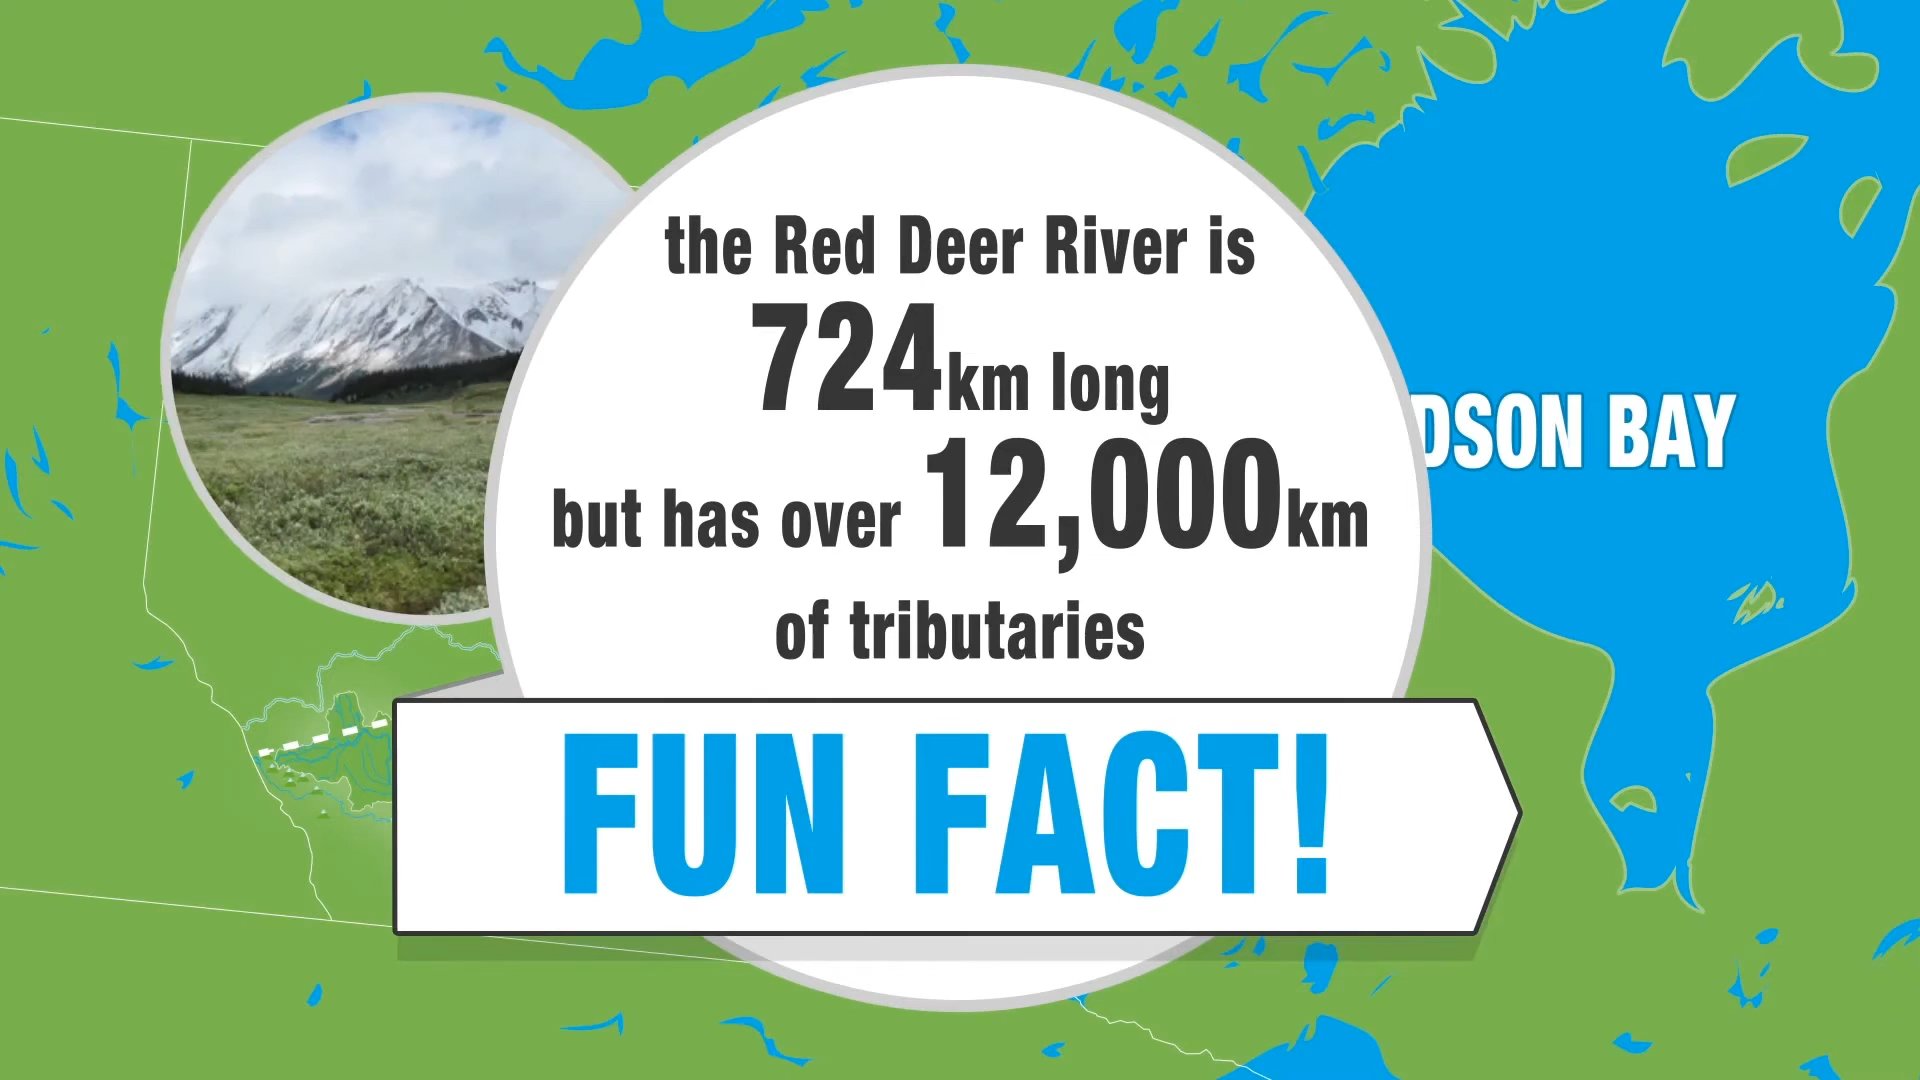 the Red Deer River is
724km long
but has over 12,000km
of tributaries
DSON BAY
FUN FACT!